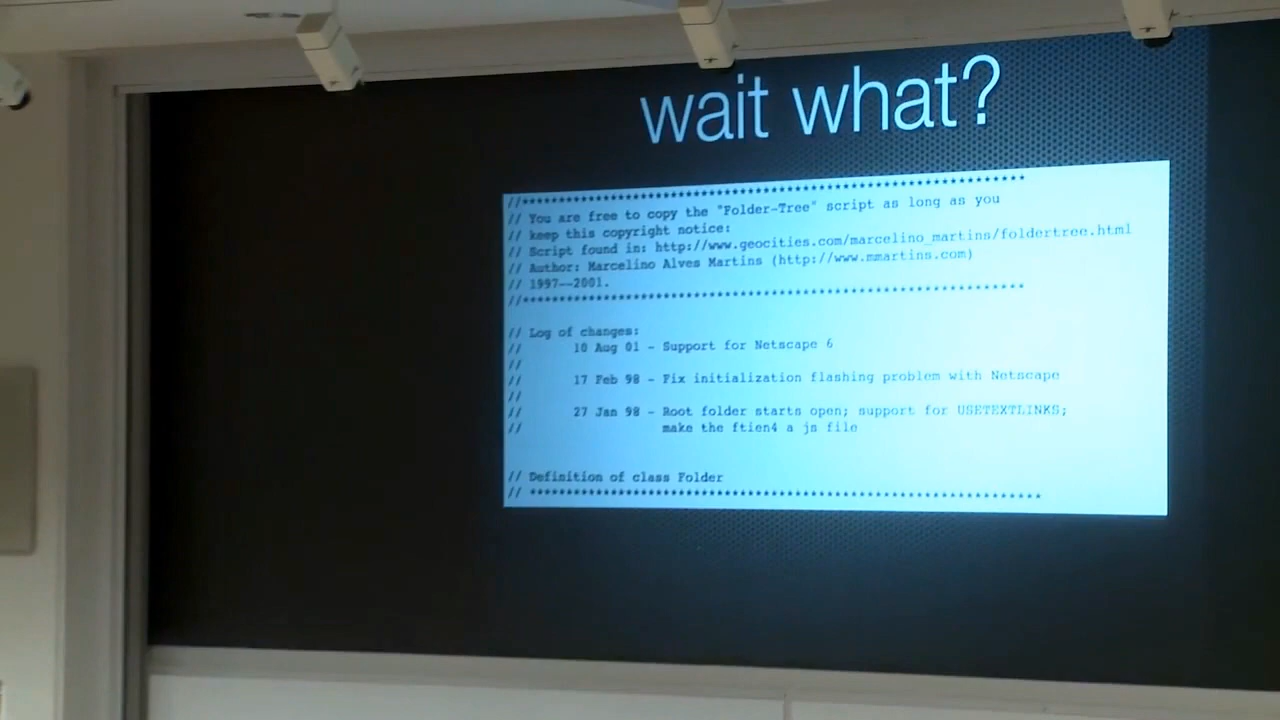 wait what?
//*********************************************************************
// You are free to copy the "Folder-Tree" script as long as you
// keep this copyright notice:
// Script found in: http://www.geocities.com/marcelino_martins/foldertree.html
// Author: Marcelino Alves Martins (http://www.mmartins.com)
// 1997--2001.
//*********************************************************************
// Log of changes:
//       10 Aug 01 - Support for Netscape 6
//
//       17 Feb 98 - Fix initialization flashing problem with Netscape
//
//       27 Jan 98 - Root folder starts open; support for USETEXTLINKS;
//                   make the ftien4 a js file
// Definition of class Folder
// *********************************************************************